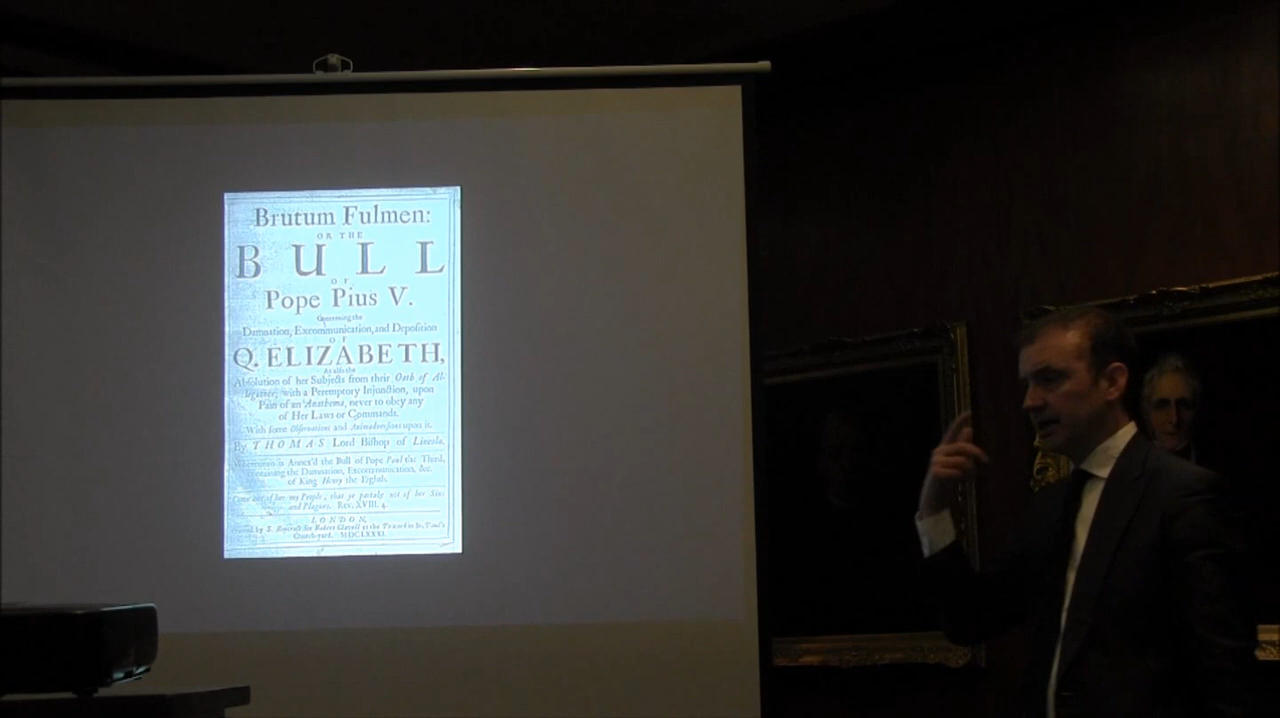 Brutum Fulmen:
OR THE
BULL
OF
Pope Pius V.
Concerning the
Damnation, Excommunication, and Deposition
OF
Q. ELIZABETH,
As also the
Absolution of her Subjects from their Oath of Al-
legiance, with a Peremptory Injunction, upon
Pain of an Anathema, never to obey any
of Her Laws or Commands.
With some Observations and Animadversions upon it.
By THOMAS Lord Bishop of Lincoln.
Whereunto is Annex'd the Bull of Pope Paul the Third,
containing the Damnation, Excommunication, &c.
of King Henry the Eighth.
Come out of her my People, that ye partake not of her Sins
and Plagues. Rev. XVIII. 4.
LONDON,
Printed by S. Roycroft for Robert Clavell at the Peacock in St. Paul's
Church-yard. MDCLXXXI.